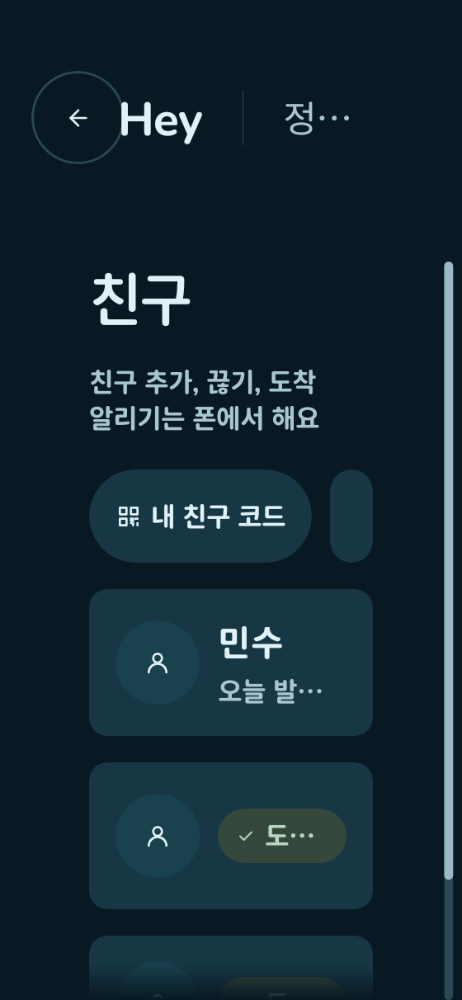 Hey
정…
친구
친구 추가, 끊기, 도착
알리기는 폰에서 해요
내 친구 코드
민수
오늘 발…
도…